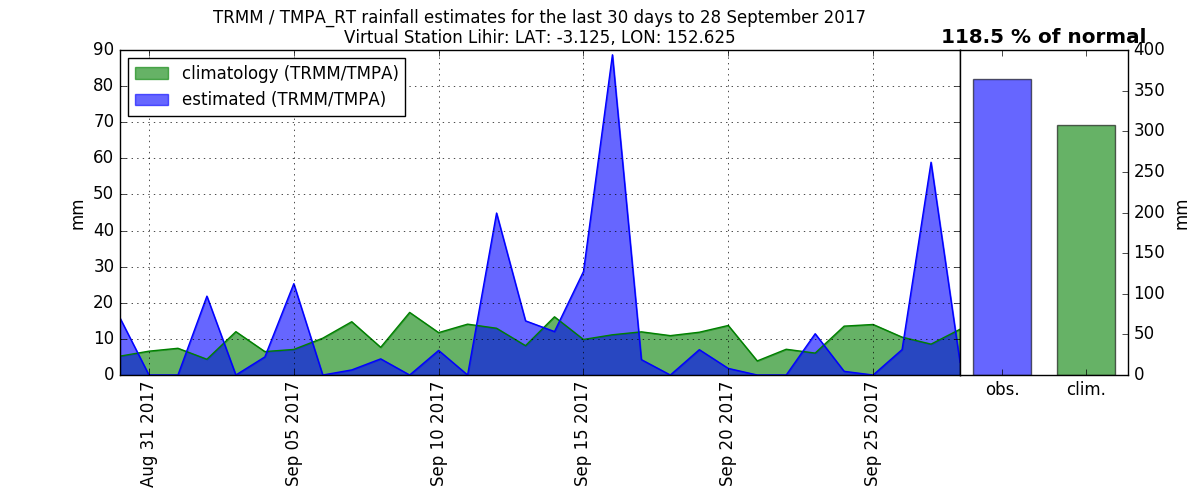 TRMM / TMPA_RT rainfall estimates for the last 30 days to 28 September 2017
Virtual Station Lihir: LAT: -3.125, LON: 152.625
118.5 % of normal
climatology (TRMM/TMPA)
estimated (TRMM/TMPA)
mm
90
80
70
60
50
40
30
20
10
0
Aug 31 2017
Sep 05 2017
Sep 10 2017
Sep 15 2017
Sep 20 2017
Sep 25 2017
obs.
clim.
400
350
300
250
200
150
100
50
0
mm